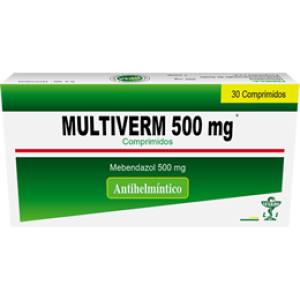 30 Comprimidos
MULTIVERM 500 mg
Comprimidos
Mebendazol 500 mg
Antihelmíntico